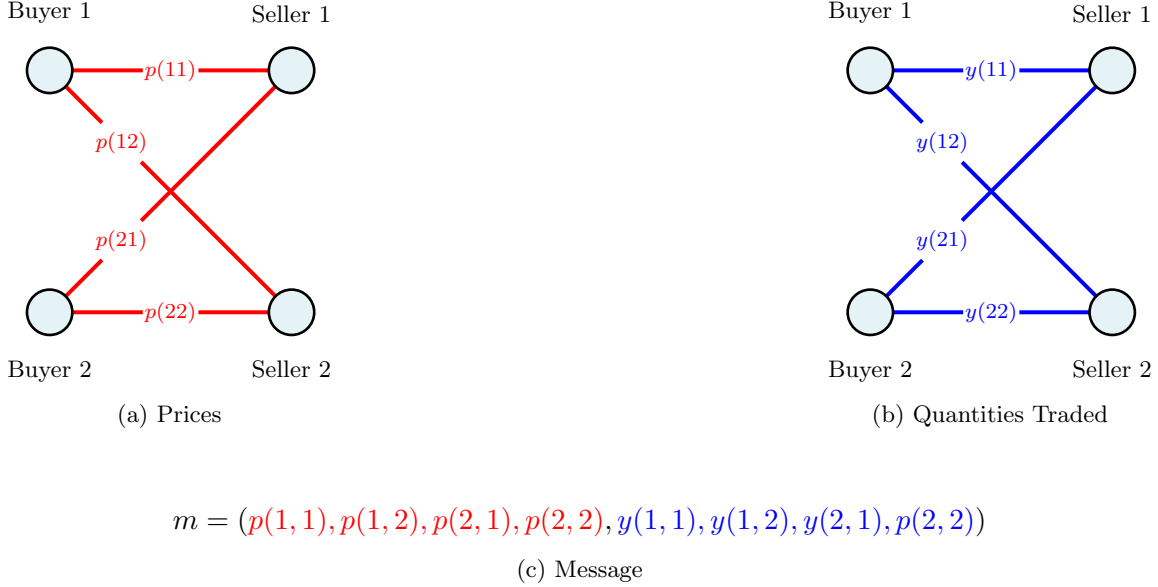 Buyer 1
Seller 1
p(11)
p(12)
p(21)
p(22)
Buyer 2
Seller 2
(a) Prices
Buyer 1
Seller 1
y(11)
y(12)
y(21)
y(22)
Buyer 2
Seller 2
(b) Quantities Traded
m = (p(1, 1), p(1, 2), p(2, 1), p(2, 2), y(1, 1), y(1, 2), y(2, 1), p(2, 2))
(c) Message